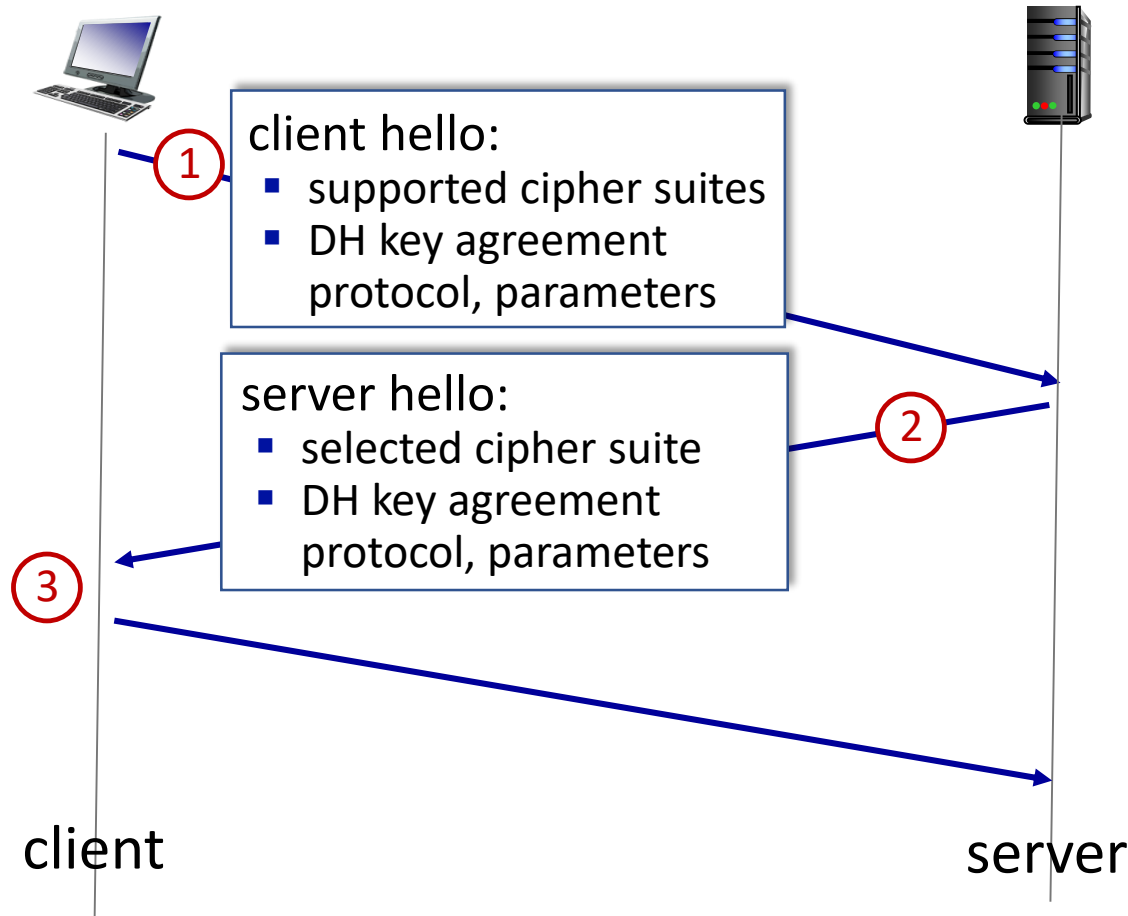 1
client hello:
▪ supported cipher suites
▪ DH key agreement
protocol, parameters
server hello:
▪ selected cipher suite
▪ DH key agreement
protocol, parameters
2
3
client
server